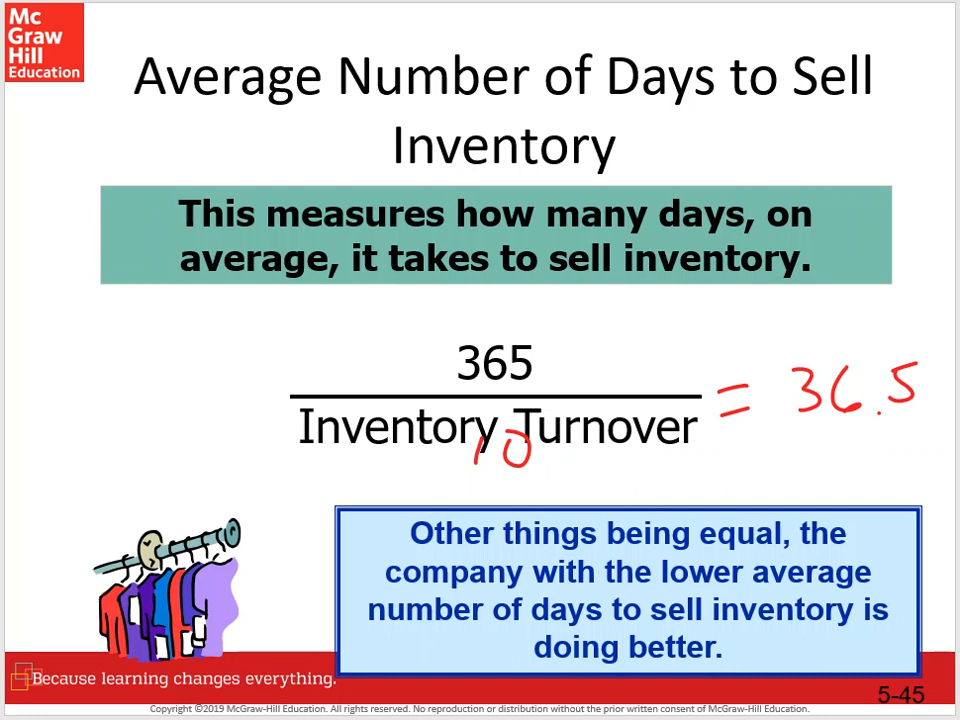 Mc
Graw
Hill
Education
Average Number of Days to Sell
Inventory
This measures how many days, on
average, it takes to sell inventory.
365
Inventory Turnover
10
= 36.5
Other things being equal, the
company with the lower average
number of days to sell inventory is
doing better.
Because learning changes everything.
5-45
Copyright ©2019 McGraw-Hill Education. All rights reserved. No reproduction or distribution without the prior written consent of McGraw-Hill Education.